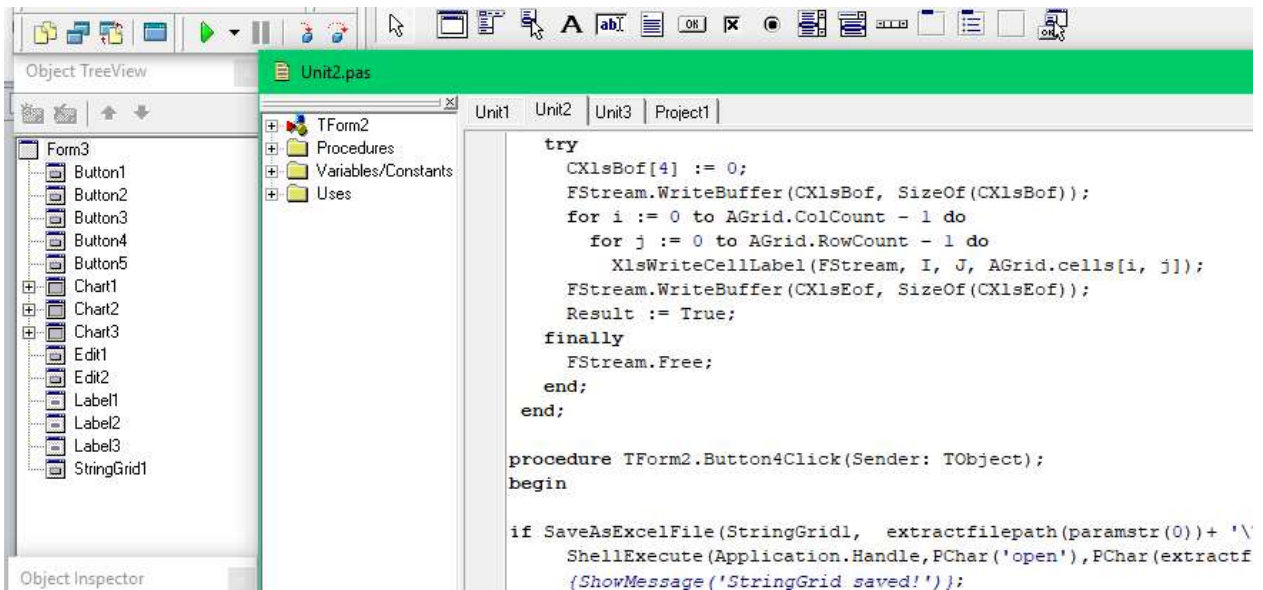 A ab OK
OK
Object TreeView
Unit2.pas
Form3
Button1
Button2
Button3
Button4
Button5
Chart1
Chart2
Chart3
Edit1
Edit2
Label1
Label2
Label3
StringGrid1
Object Inspector
TForm2
Procedures
Variables/Constants
Uses
Unit1 Unit2 Unit3 Project1
try
CXlsBof[4] := 0;
FStream.WriteBuffer(CXlsBof, SizeOf(CXlsBof));
for i := 0 to AGrid.ColCount - 1 do
for j := 0 to AGrid.RowCount - 1 do
XlsWriteCellLabel(FStream, I, J, AGrid.cells[i, j]);
FStream.WriteBuffer(CXlsEof, SizeOf(CXlsEof));
Result := True;
finally
FStream.Free;
end;
end;
procedure TForm2.Button4Click(Sender: TObject);
begin
if SaveAsExcelFile(StringGrid1, extractfilepath(paramstr(0))+ '\
ShellExecute(Application.Handle,PChar('open'),PChar(extractf
{ShowMessage('StringGrid saved!')};